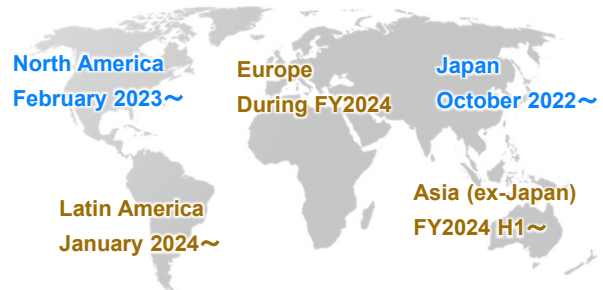 North America
February 2023～
Europe
During FY2024
Japan
October 2022～
Latin America
January 2024～
Asia (ex-Japan)
FY2024 H1～